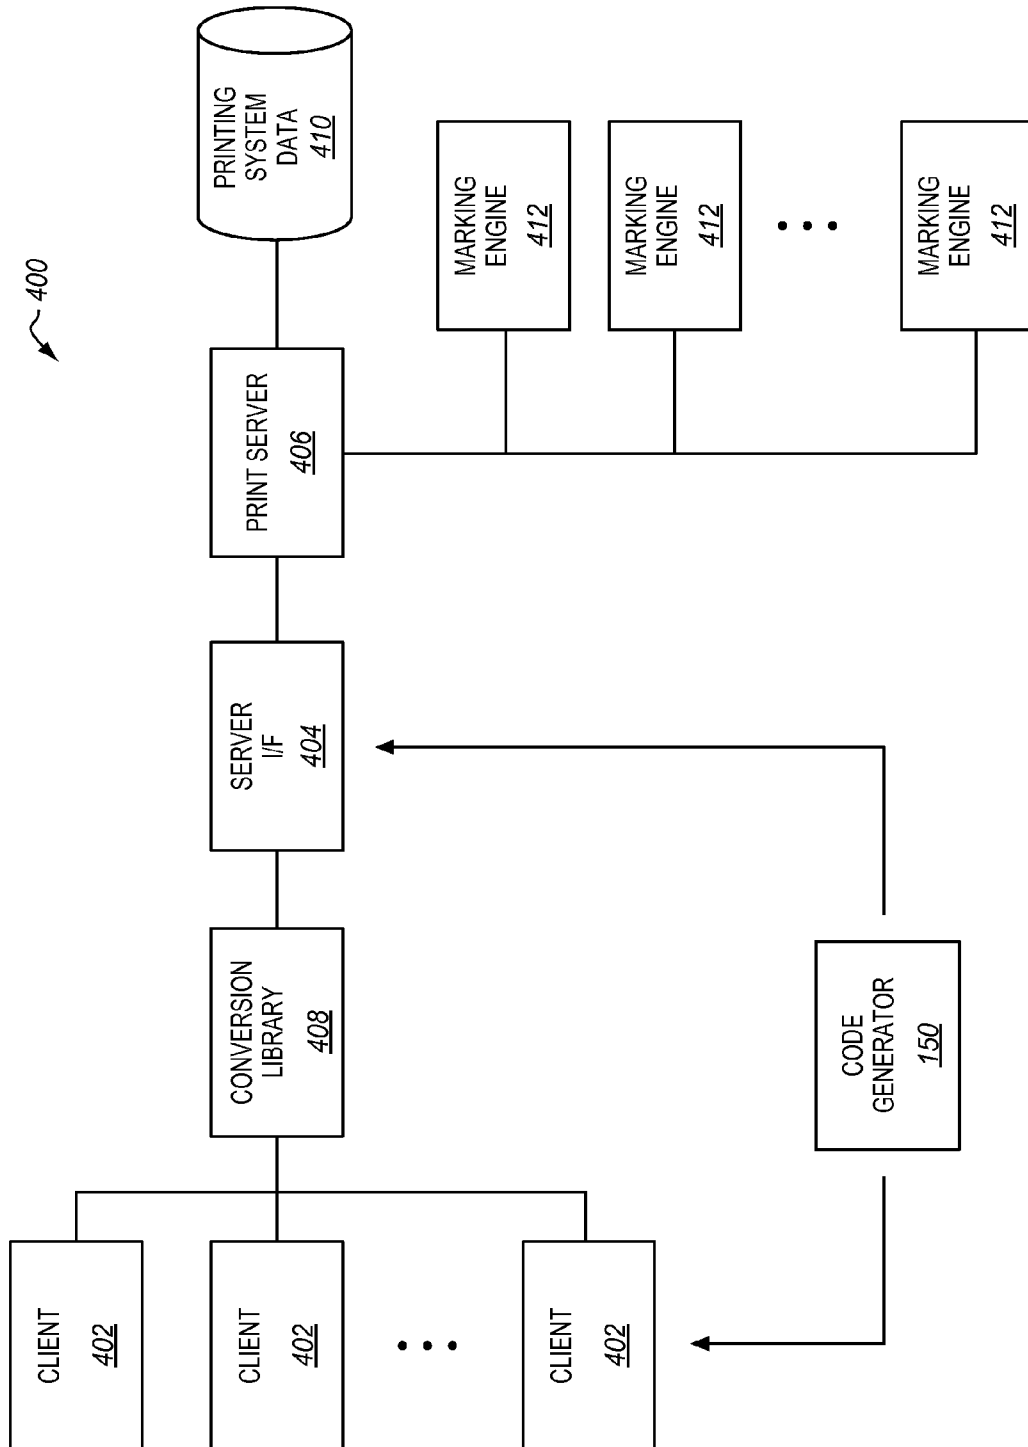 400
CLIENT
402
CLIENT
402
CLIENT
402
CONVERSION
LIBRARY
408
SERVER
I/F
404
PRINT SERVER
406
PRINTING
SYSTEM
DATA
410
MARKING
ENGINE
412
MARKING
ENGINE
412
MARKING
ENGINE
412
CODE
GENERATOR
150